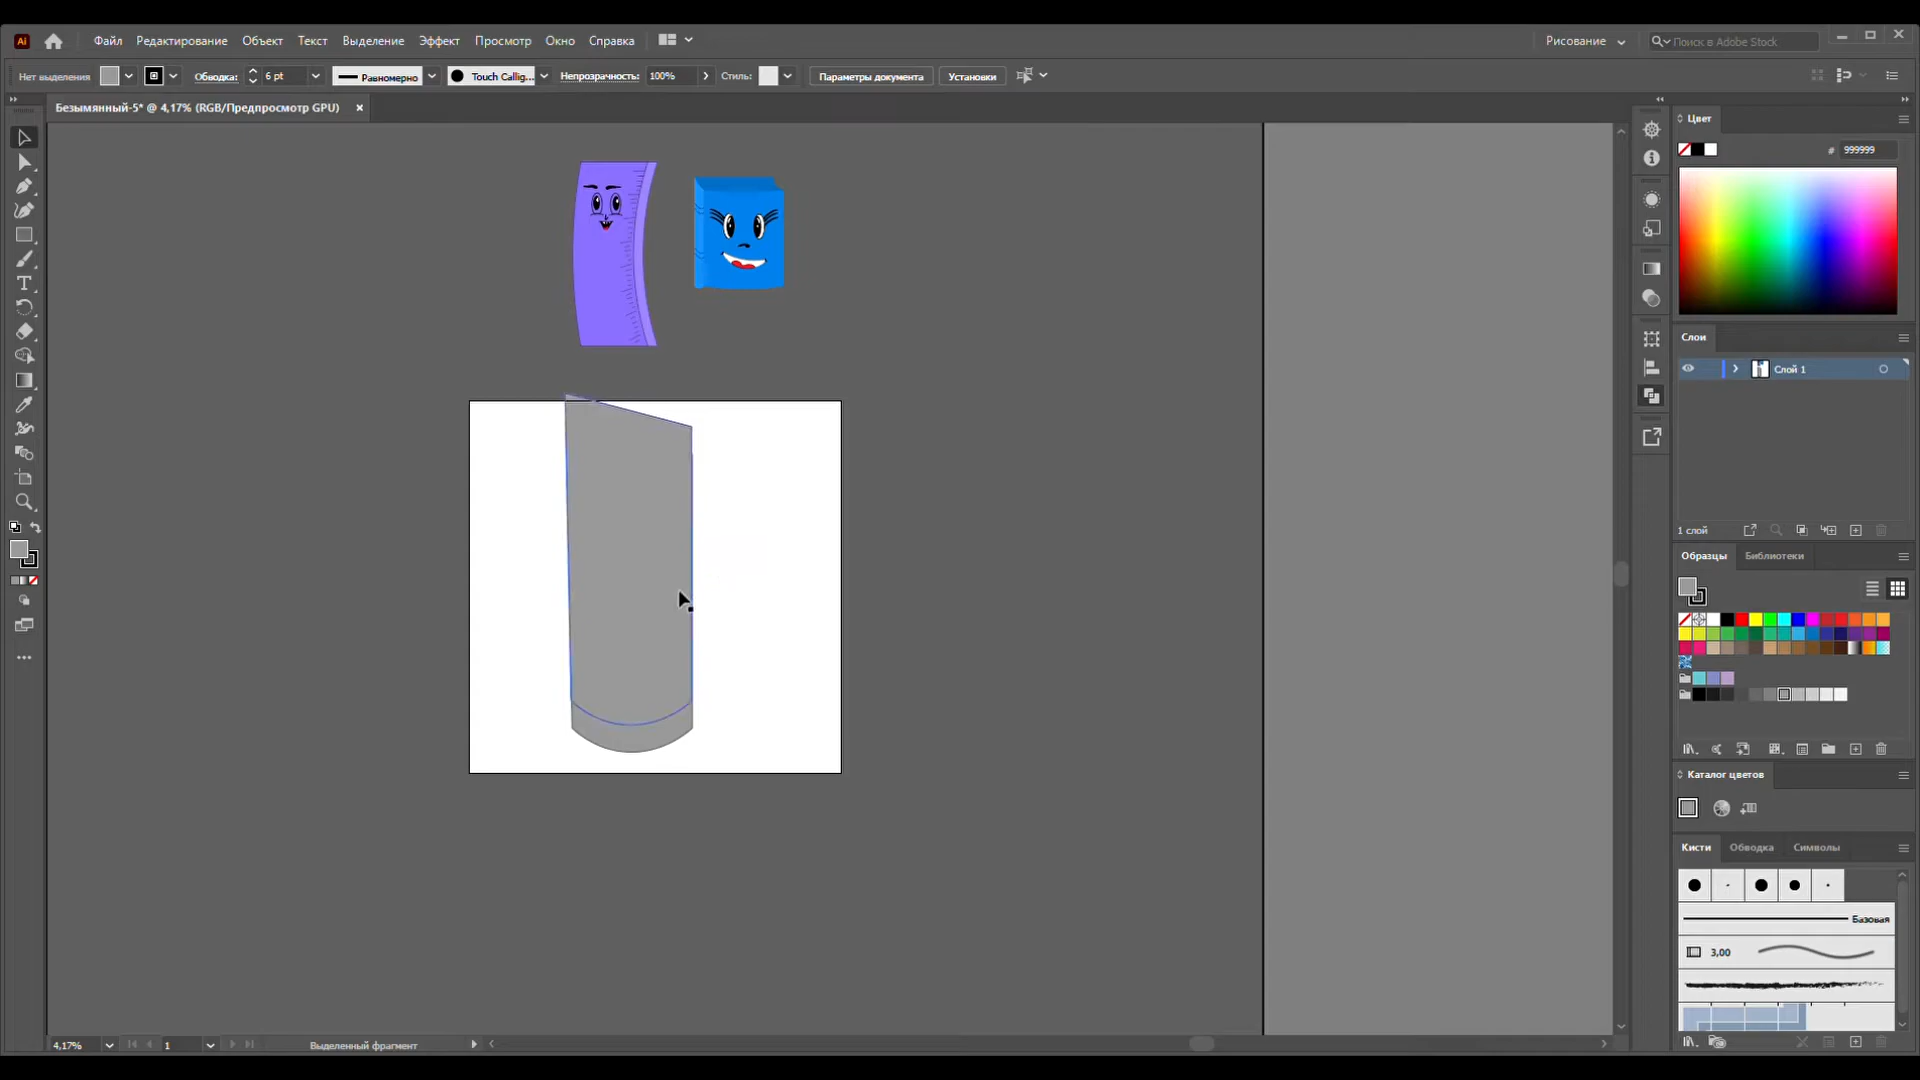 Ai Файл Редактирование Объект Текст Выделение Эффект Просмотр Окно Справка Рисование Поиск в Adobe Stock
Нет выделения Обводка: 6 pt Равномерно Touch Callig... Непрозрачность: 100% Стиль: Параметры документа Установки
Безымянный-5* @ 4,17% (RGB/Предпросмотр GPU)
Цвет
# 999999
Слои
Слой 1
1 слой
Образцы Библиотеки
Каталог цветов
Кисти Обводка Символы
Базовая
3,00
4,17% 1 Выделенный фрагмент